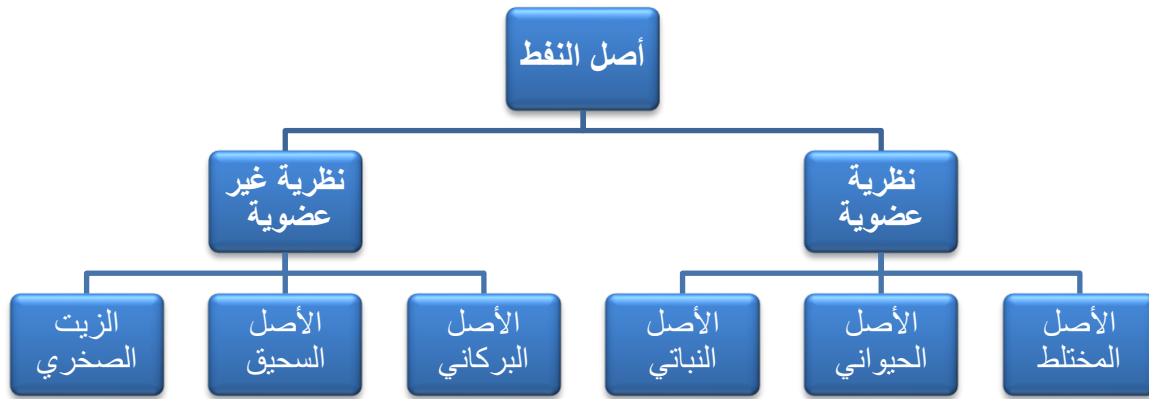 أصل النفط
نظرية
عضوية
نظرية غير
عضوية
الأصل
المختلط
الأصل
الحيواني
الأصل
النباتي
الأصل
البركاني
الأصل
السحيق
الزيت
الصخري